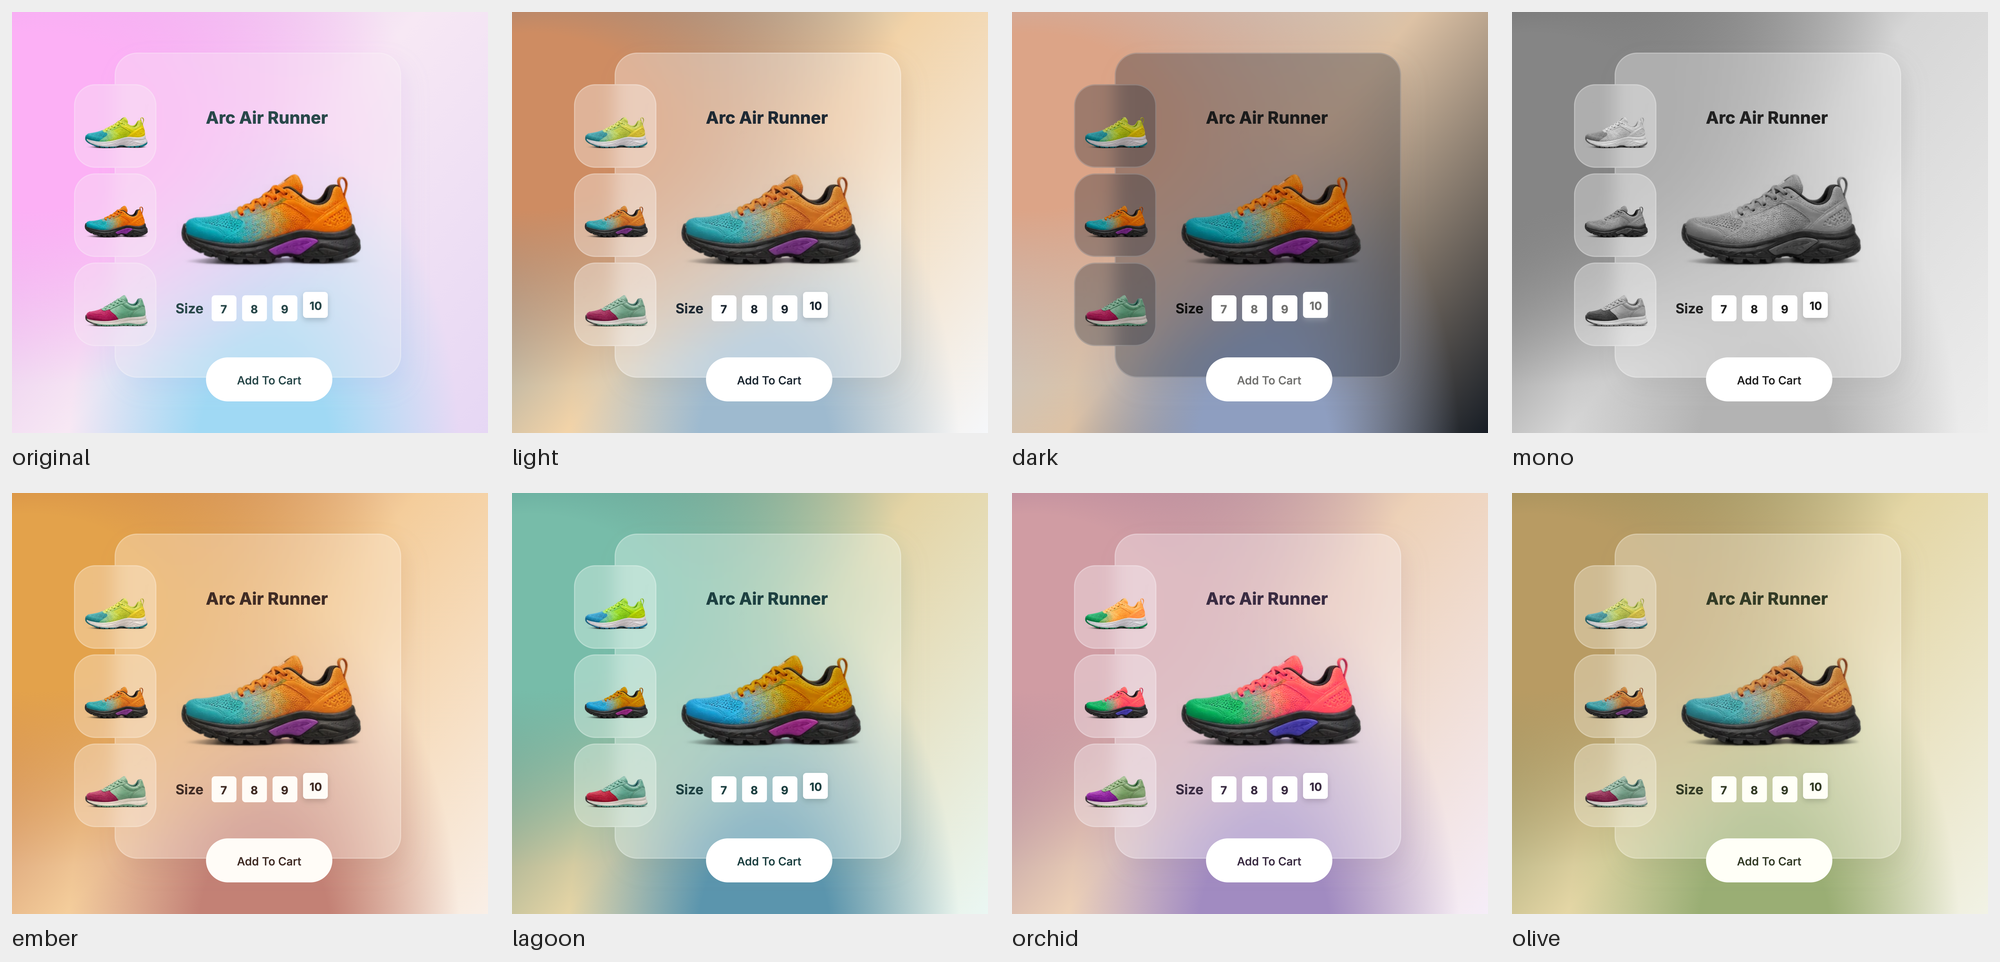 Arc Air Runner
Size 7 8 9 10
Add To Cart
original
Arc Air Runner
Size 7 8 9 10
Add To Cart
light
Arc Air Runner
Size 7 8 9 10
Add To Cart
dark
Arc Air Runner
Size 7 8 9 10
Add To Cart
mono
Arc Air Runner
Size 7 8 9 10
Add To Cart
ember
Arc Air Runner
Size 7 8 9 10
Add To Cart
lagoon
Arc Air Runner
Size 7 8 9 10
Add To Cart
orchid
Arc Air Runner
Size 7 8 9 10
Add To Cart
olive